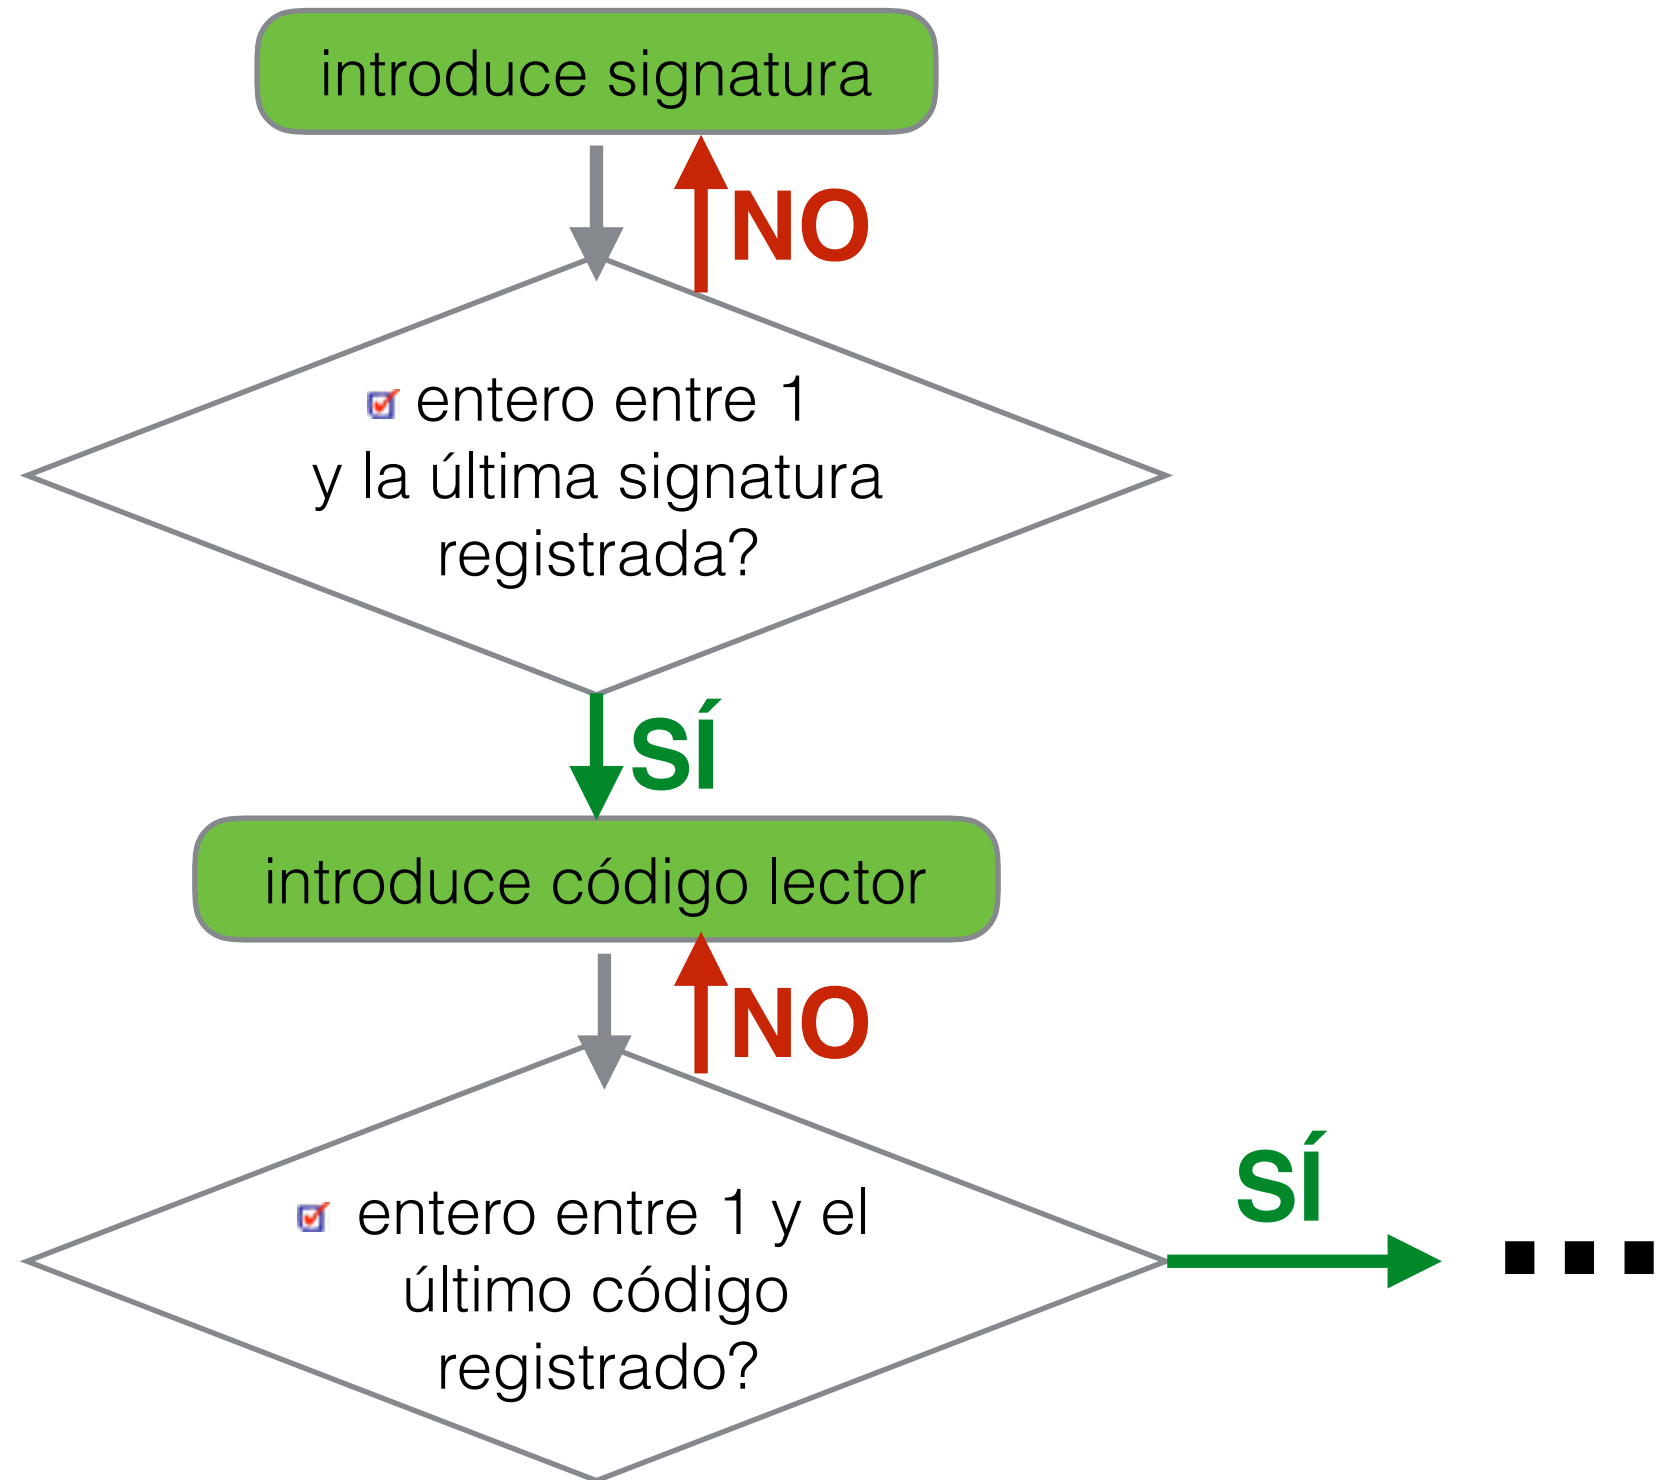 introduce signatura
NO
entero entre 1
y la última signatura
registrada?
SÍ
introduce código lector
NO
entero entre 1 y el
último código
registrado?
SÍ
...